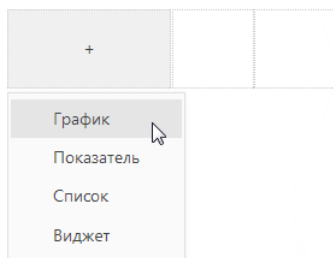 +
График
Показатель
Список
Виджет